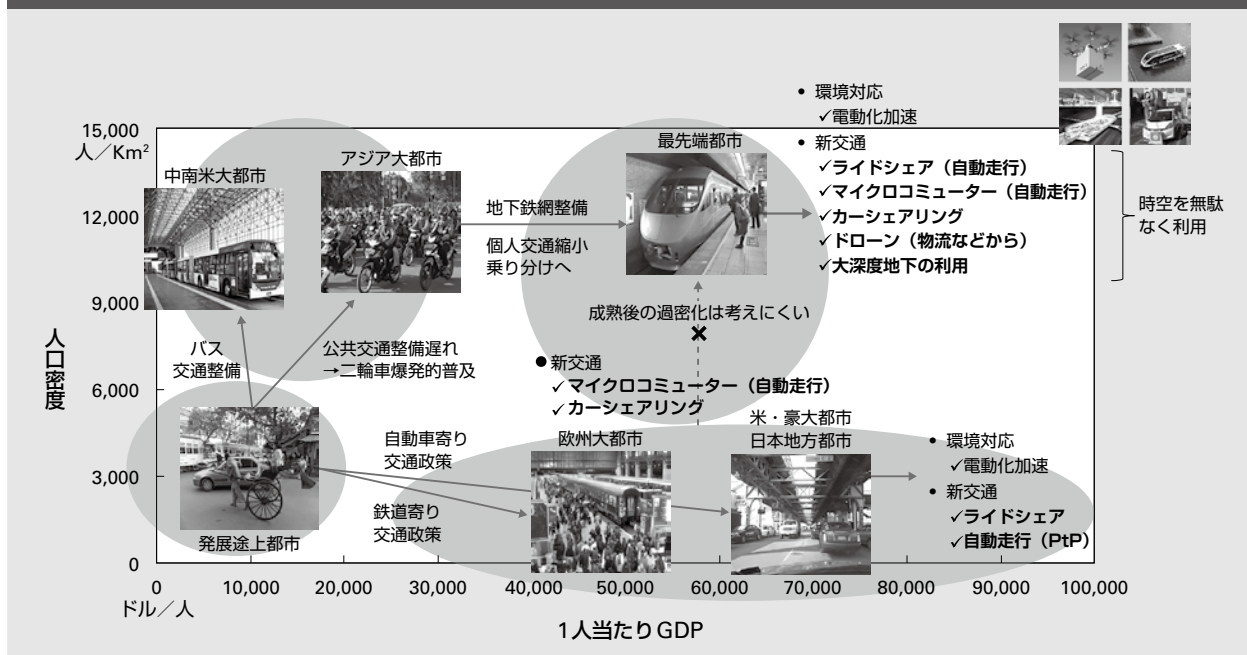 人口密度
15,000
人／Km²
12,000
9,000
6,000
3,000
0
中南米大都市
アジア大都市
地下鉄網整備
個人交通縮小
乗り分けへ
最先端都市
• 環境対応
✓電動化加速
• 新交通
✓ライドシェア（自動走行）
✓マイクロコミューター（自動走行）
✓カーシェアリング
✓ドローン（物流などから）
✓大深度地下の利用
時空を無駄
なく利用
成熟後の過密化は考えにくい
バス
交通整備
公共交通整備遅れ
→二輪車爆発的普及
●新交通
✓マイクロコミューター（自動走行）
✓カーシェアリング
発展途上都市
自動車寄り
交通政策
鉄道寄り
交通政策
欧州大都市
米・豪大都市
日本地方都市
• 環境対応
✓電動化加速
• 新交通
✓ライドシェア
✓自動走行（PtP）
0
10,000
20,000
30,000
40,000
50,000
60,000
70,000
80,000
90,000
100,000
ドル／人
1人当たりGDP